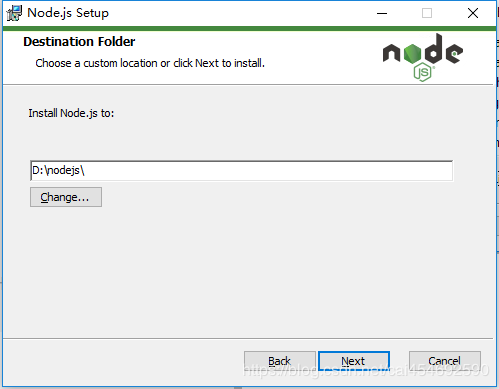 Node.js Setup
Destination Folder
Choose a custom location or click Next to install.
node
JS
Install Node.js to:
D:\nodejs\
Change...
Back
Next
Cancel